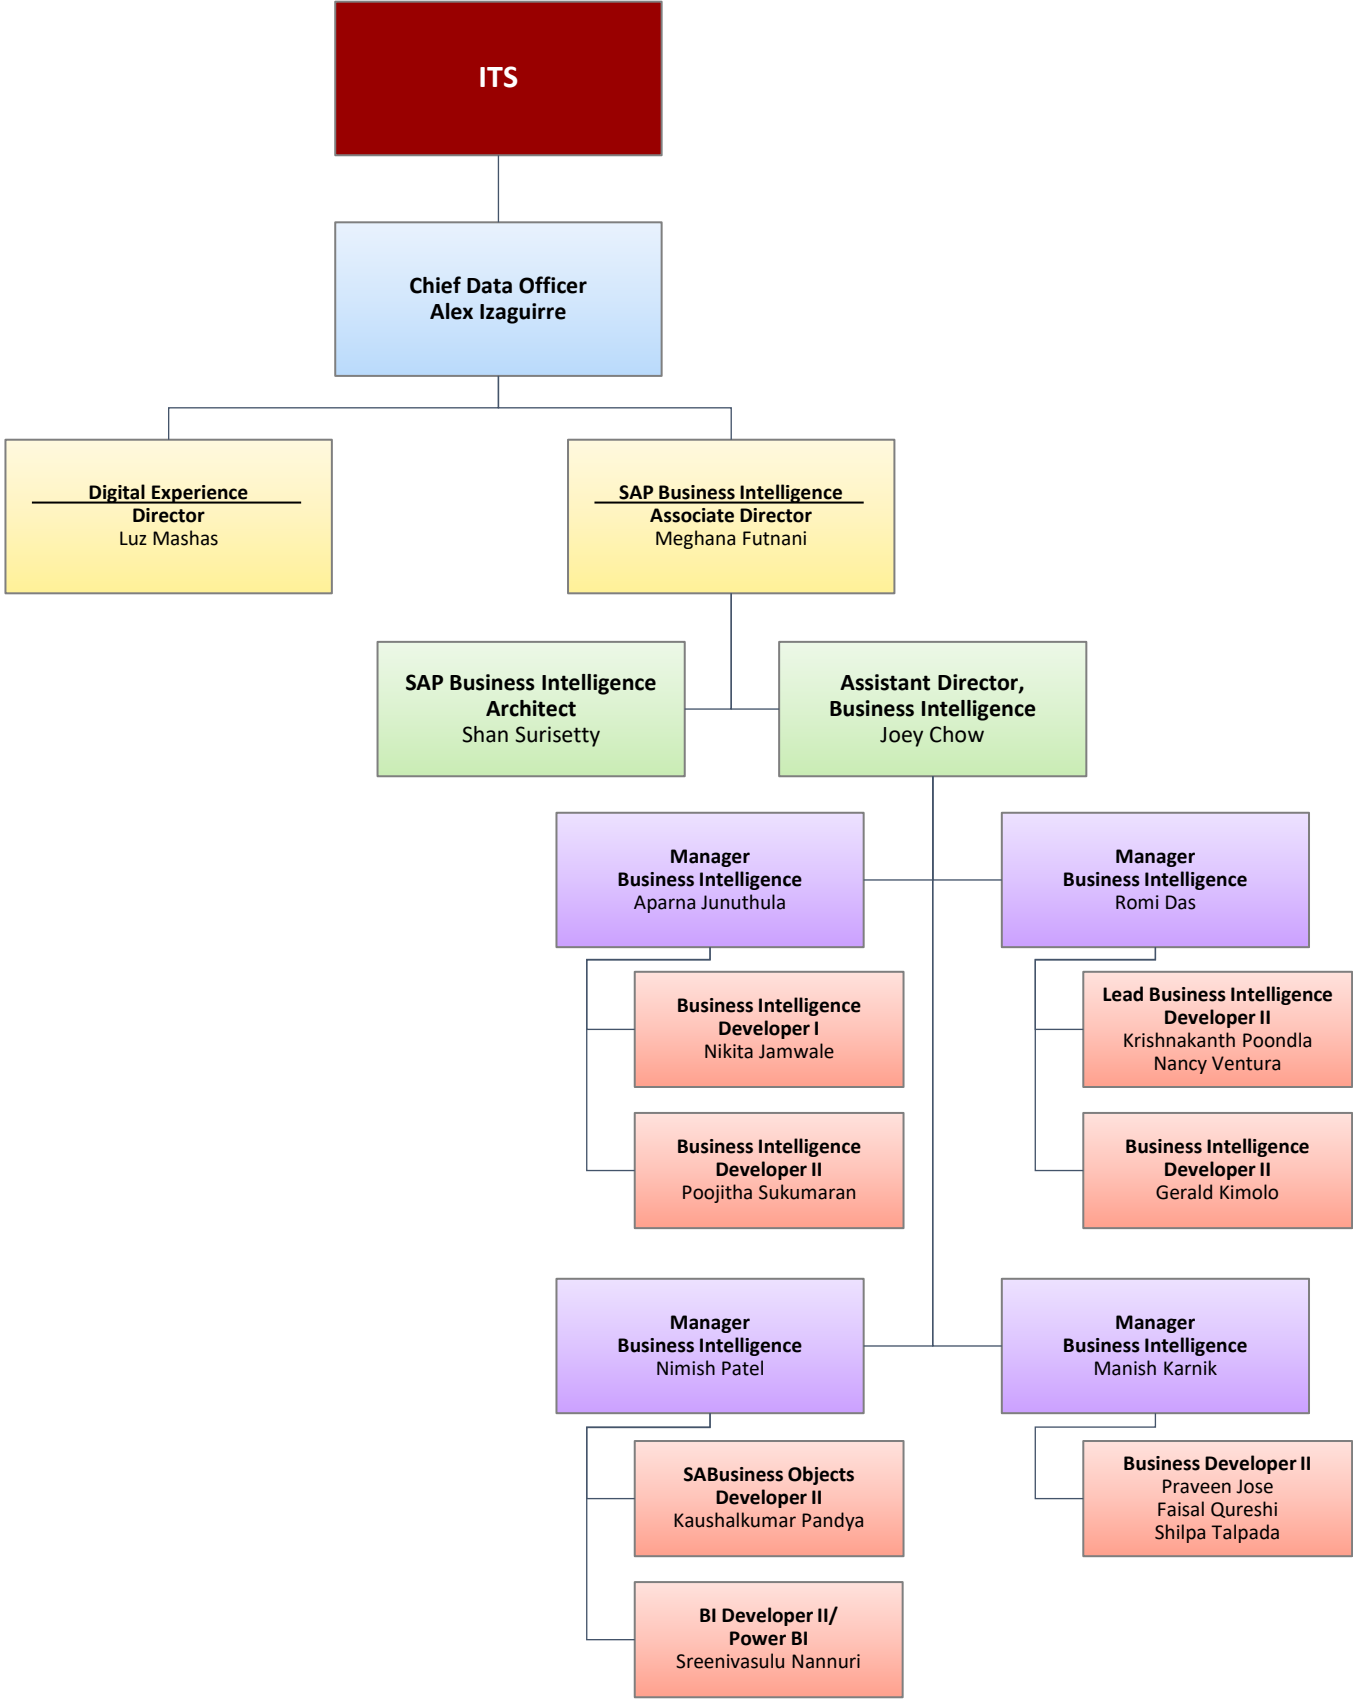 ITS
Chief Data Officer
Alex Izaguirre
Digital Experience
Director
Luz Mashas
SAP Business Intelligence
Associate Director
Meghana Futnani
SAP Business Intelligence
Architect
Shan Surisetty
Assistant Director,
Business Intelligence
Joey Chow
Manager
Business Intelligence
Aparna Junuthula
Manager
Business Intelligence
Romi Das
Business Intelligence
Developer I
Nikita Jamwale
Lead Business Intelligence
Developer II
Krishnakanth Poondla
Nancy Ventura
Business Intelligence
Developer II
Poojitha Sukumaran
Business Intelligence
Developer II
Gerald Kimolo
Manager
Business Intelligence
Nimish Patel
Manager
Business Intelligence
Manish Karnik
SABusiness Objects
Developer II
Kaushalkumar Pandya
Business Developer II
Praveen Jose
Faisal Qureshi
Shilpa Talpada
BI Developer II/
Power BI
Sreenivasulu Nannuri